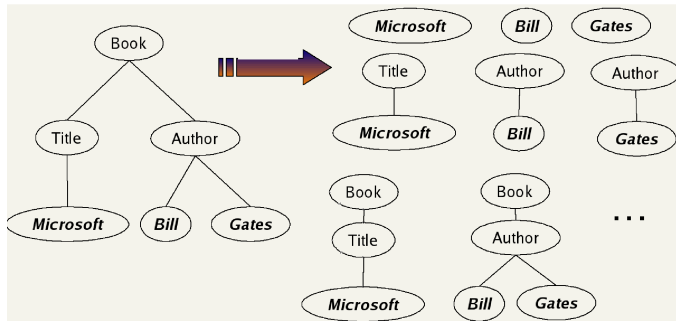 Book
Title Author
Microsoft Bill Gates
Microsoft Bill Gates
Title Author Author
Microsoft Bill Gates
Book Book
Title Author
Microsoft Bill Gates
...